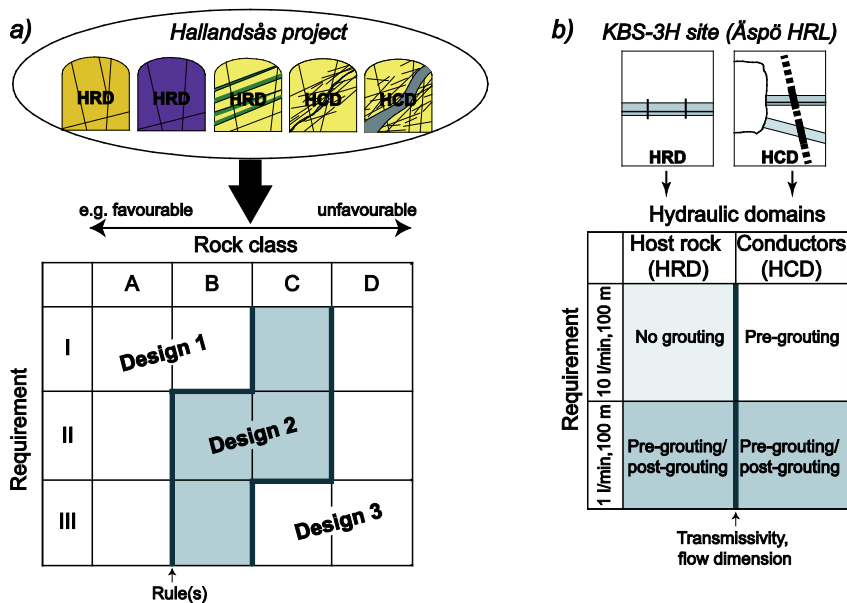 a)
Hallandsås project
HRD
HRD
HRD
HCD
HCD
e.g. favourable
unfavourable
Rock class
A
B
C
D
Requirement
I
II
III
Design 1
Design 2
Design 3
Rule(s)
b)
KBS-3H site (Äspö HRL)
HRD
HCD
Hydraulic domains
Host rock
(HRD)
Conductors
(HCD)
Requirement
10 l/min,100 m
No grouting
Pre-grouting
1 l/min,100 m
Pre-grouting/
post-grouting
Pre-grouting/
post-grouting
Transmissivity,
flow dimension